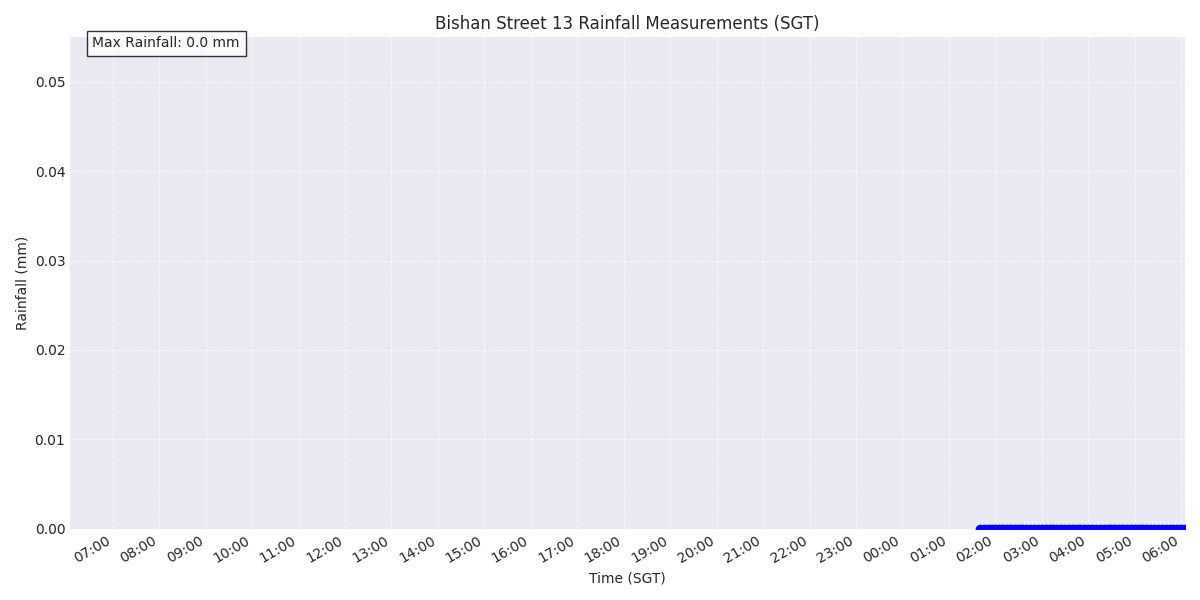 Bishan Street 13 Rainfall Measurements (SGT)
Max Rainfall: 0.0 mm
0.05
0.04
0.03
0.02
0.01
0.00
Rainfall (mm)
07:00 08:00 09:00 10:00 11:00 12:00 13:00 14:00 15:00 16:00 17:00 18:00 19:00 20:00 21:00 22:00 23:00 00:00 01:00 02:00 03:00 04:00 05:00 06:00
Time (SGT)